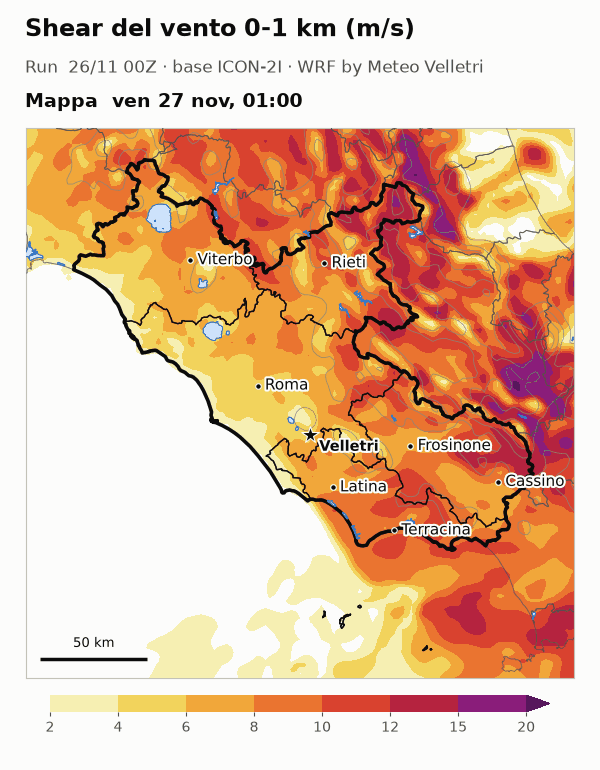 Shear del vento 0-1 km (m/s)
Run 26/11 00Z · base ICON-2I · WRF by Meteo Velletri
Mappa ven 27 nov, 01:00
Viterbo
Rieti
Roma
Velletri
Frosinone
Latina
Cassino
Terracina
50 km
2 4 6 8 10 12 15 20